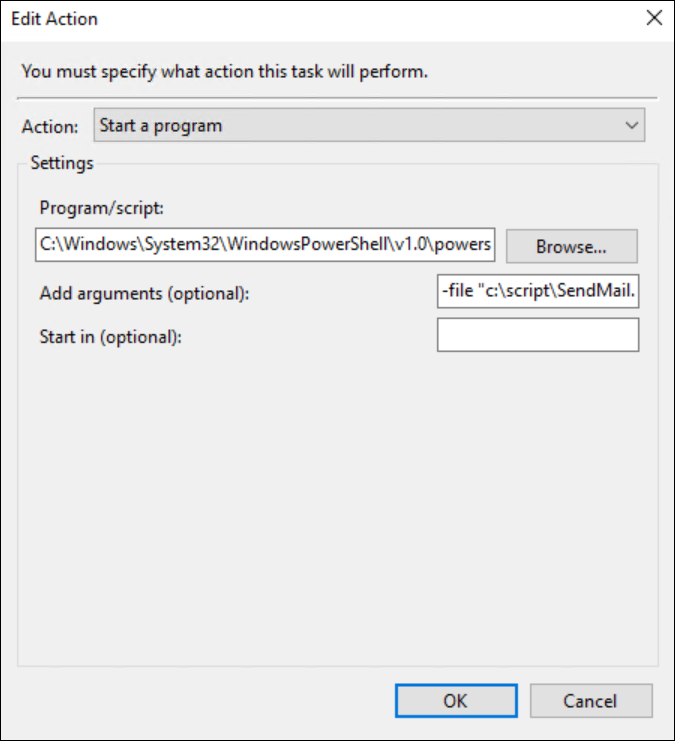 Edit Action
You must specify what action this task will perform.
Action: Start a program
Settings
Program/script:
C:\Windows\System32\WindowsPowerShell\v1.0\powers Browse...
Add arguments (optional): -file "c:\script\SendMail.
Start in (optional):
OK Cancel